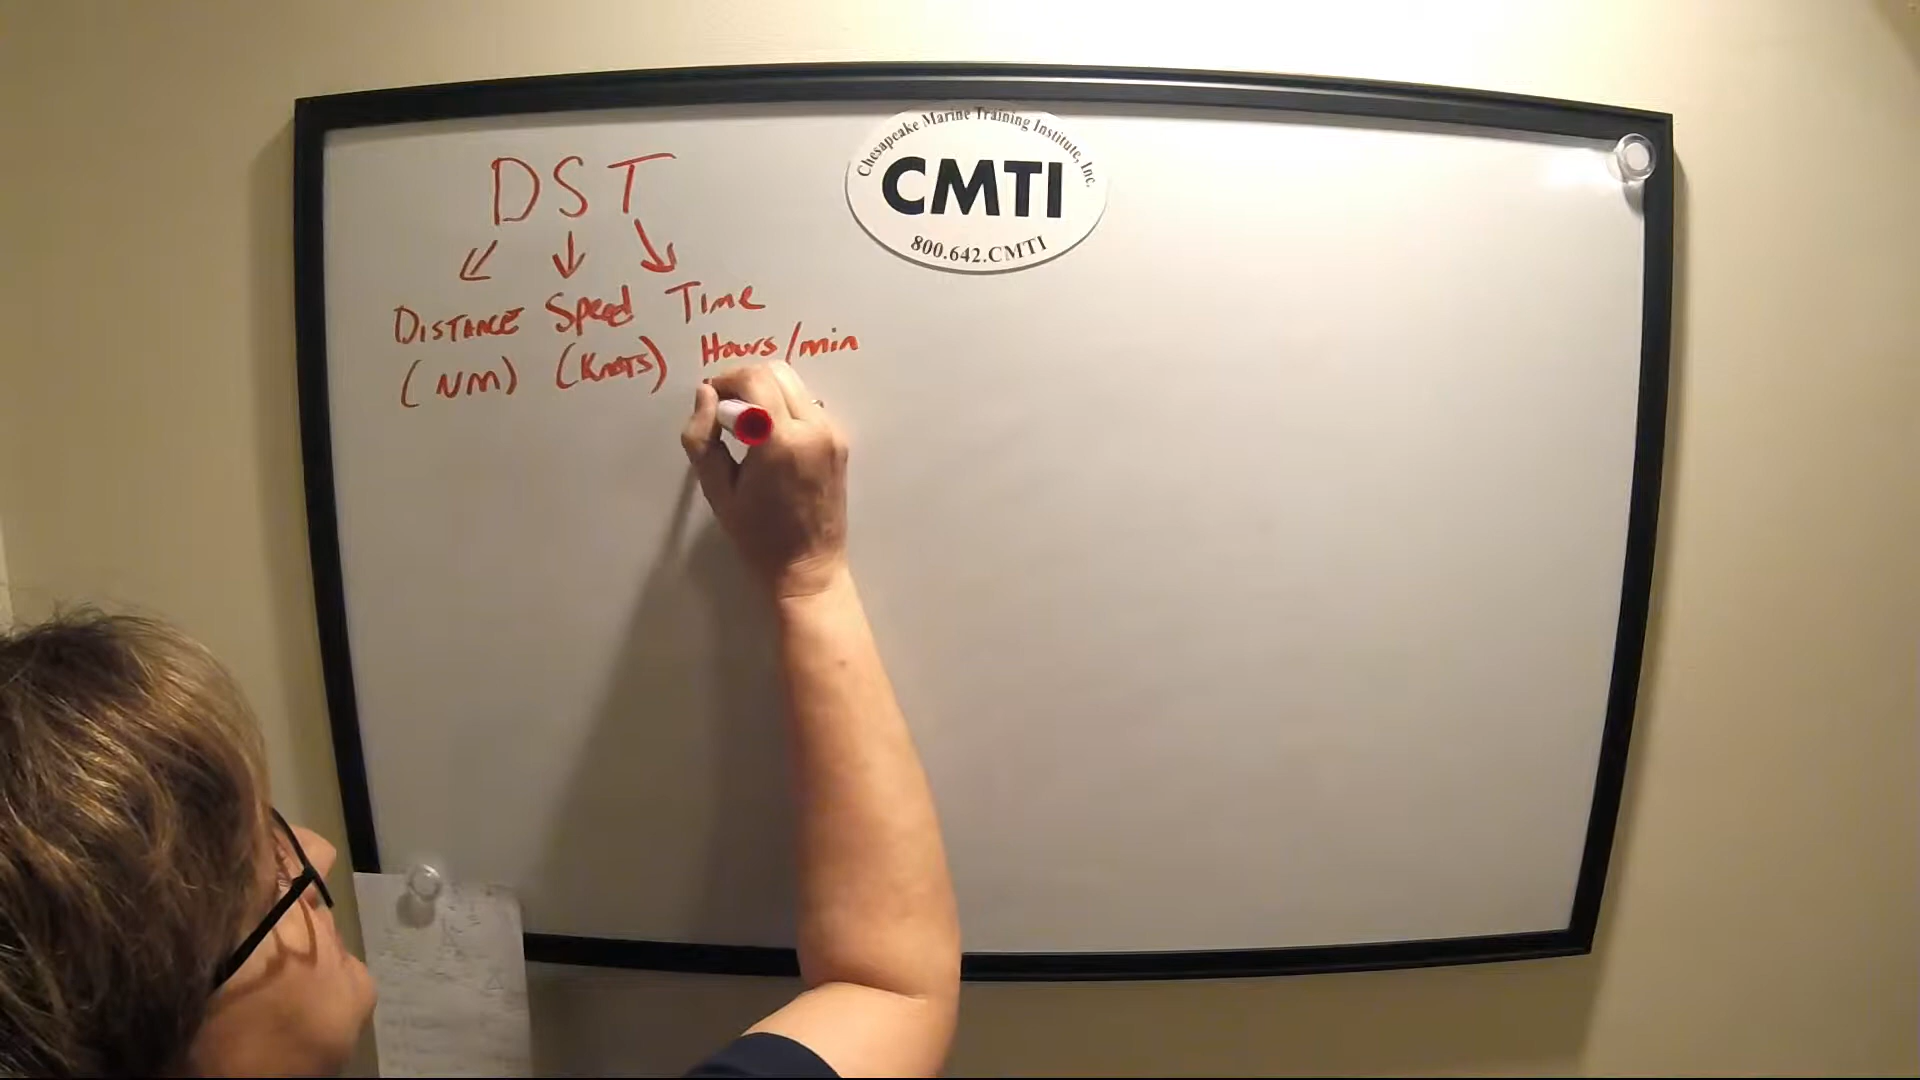 DST
Distance Speed Time
(NM) (Knots) Hours/min
Chesapeake Marine Training Institute, Inc.
CMTI
800.642.CMTI